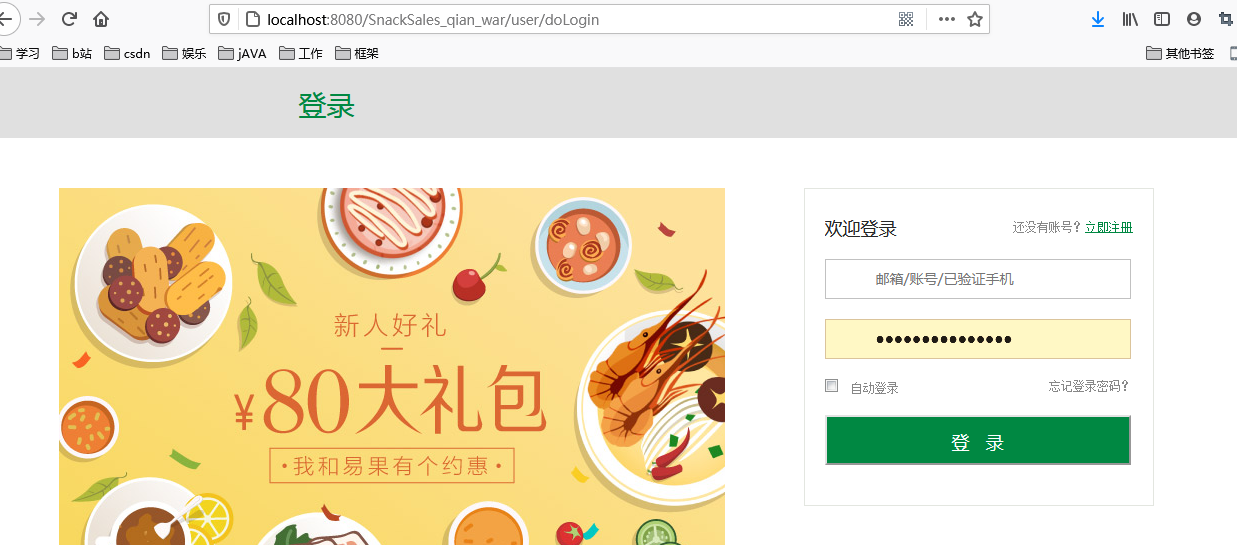 localhost:8080/SnackSales_qian_war/user/doLogin
学习 b站 csdn 娱乐 jAVA 工作 框架 其他书签
登录
欢迎登录 还没有账号？立即注册
邮箱/账号/已验证手机
●●●●●●●●●●●●●●●
自动登录 忘记登录密码？
登 录
新人好礼
¥80大礼包
·我和易果有个约惠·